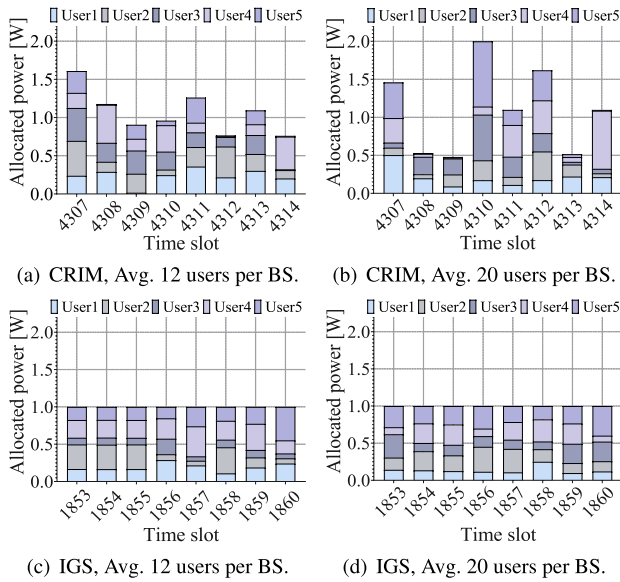 User1 User2 User3 User4 User5
User1 User2 User3 User4 User5
Allocated power [W]
2.0
1.5
1.0
0.5
0.0
4307 4308 4309 4310 4311 4312 4313 4314
Time slot
Allocated power [W]
2.0
1.5
1.0
0.5
0.0
4307 4308 4309 4310 4311 4312 4313 4314
Time slot
(a) CRIM, Avg. 12 users per BS.
(b) CRIM, Avg. 20 users per BS.
User1 User2 User3 User4 User5
User1 User2 User3 User4 User5
Allocated power [W]
2.0
1.5
1.0
0.5
0.0
1853 1854 1855 1856 1857 1858 1859 1860
Time slot
Allocated power [W]
2.0
1.5
1.0
0.5
0.0
1853 1854 1855 1856 1857 1858 1859 1860
Time slot
(c) IGS, Avg. 12 users per BS.
(d) IGS, Avg. 20 users per BS.